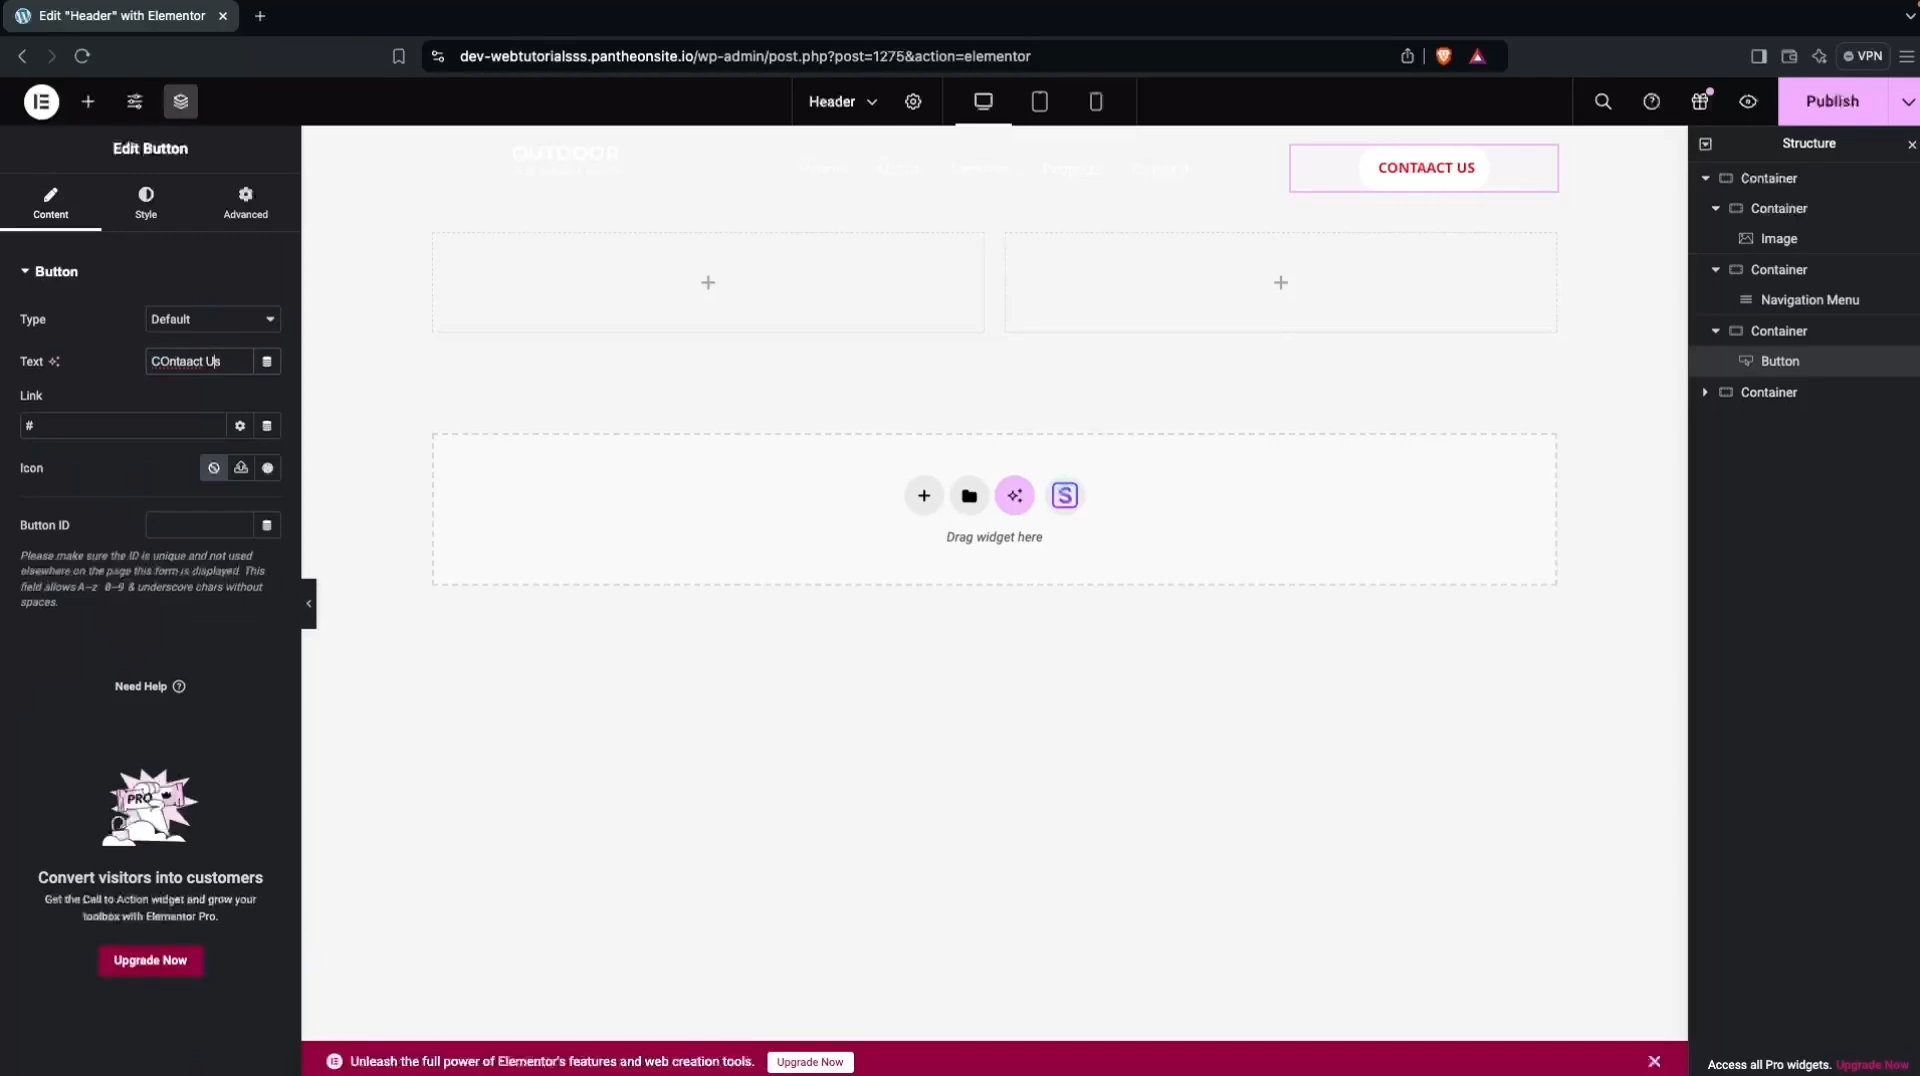 Edit "Header" with Elementor
dev-webtutorialsss.pantheonsite.io/wp-admin/post.php?post=1275&action=elementor
VPN
Header
Publish
Edit Button
Content
Style
Advanced
Button
Type
Default
Text
COntaact Us
Link
#
Icon
Button ID
Please make sure the ID is unique and not used
elsewhere on the page this form is displayed. This
field allows A-z 0-9 & underscore chars without
spaces.
Need Help
PRO
Convert visitors into customers
Get the Call to Action widget and grow your
toolbox with Elementor Pro.
Upgrade Now
OUTDOOR
CONTAACT US
Drag widget here
Unleash the full power of Elementor's features and web creation tools.
Upgrade Now
Structure
Container
Container
Image
Container
Navigation Menu
Container
Button
Container
Access all Pro widgets. Upgrade Now